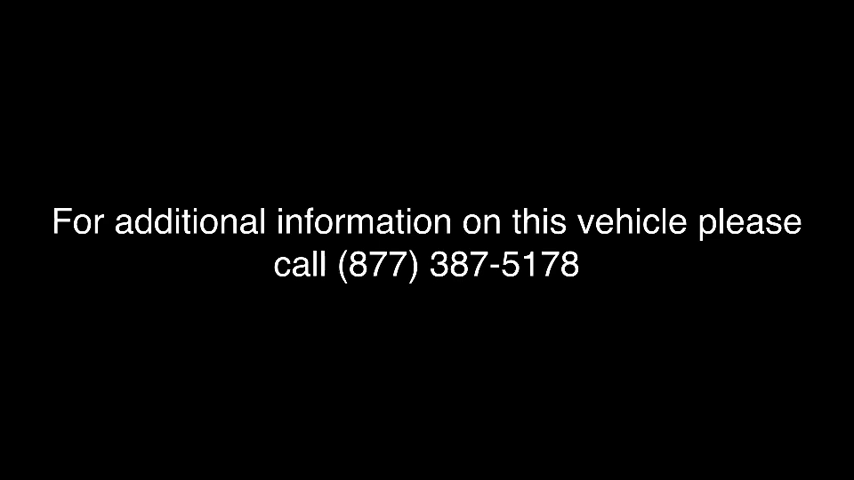 For additional information on this vehicle please
call (877) 387-5178